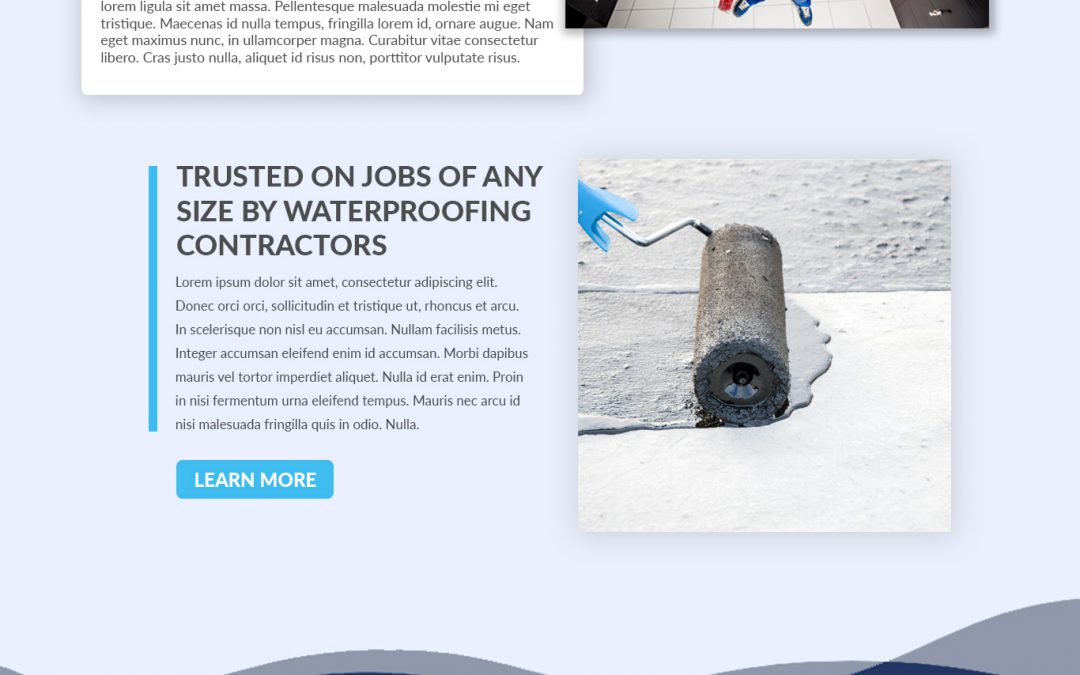 lorem ligula sit amet massa. Pellentesque malesuada molestie mi eget
tristique. Maecenas id nulla tempus, fringilla lorem id, ornare augue. Nam
eget maximus nunc, in ullamcorper magna. Curabitur vitae consectetur
libero. Cras justo nulla, aliquet id risus non, porttitor vulputate risus.
TRUSTED ON JOBS OF ANY
SIZE BY WATERPROOFING
CONTRACTORS
Lorem ipsum dolor sit amet, consectetur adipiscing elit.
Donec orci orci, sollicitudin et tristique ut, rhoncus et arcu.
In scelerisque non nisl eu accumsan. Nullam facilisis metus.
Integer accumsan eleifend enim id accumsan. Morbi dapibus
mauris vel tortor imperdiet aliquet. Nulla id erat enim. Proin
in nisi fermentum urna eleifend tempus. Mauris nec arcu id
nisi malesuada fringilla quis in odio. Nulla.
LEARN MORE